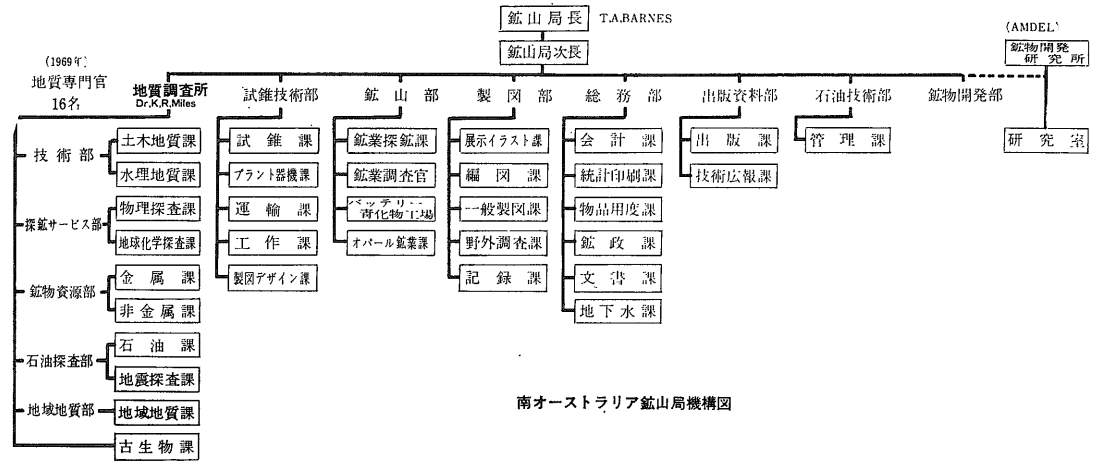 鉱山局長 T.A.BARNES
鉱山局次長
(AMDEL)
鉱物開発
研究所
研究室
(1969年)
地質専門官
16名
地質調査所
Dr.K.R.Miles
試錐技術部
鉱山部
製図部
総務部
出版資料部
石油技術部
鉱物開発部
技術部
土木地質課
水理地質課
探鉱サービス部
物理探査課
地球化学探査課
鉱物資源部
金属課
非金属課
石油探査部
石油課
地震探査課
地域地質部
地域地質課
古生物課
試錐課
プラント器機課
運輸課
工作課
製図デザイン課
鉱業探鉱課
鉱業調査官
バッテリー
青化物工場
オパール鉱業課
展示イラスト課
編図課
一般製図課
野外調査課
記録課
会計課
統計印刷課
物品用度課
鉱政課
文書課
地下水課
出版課
技術広報課
管理課
南オーストラリア鉱山局機構図